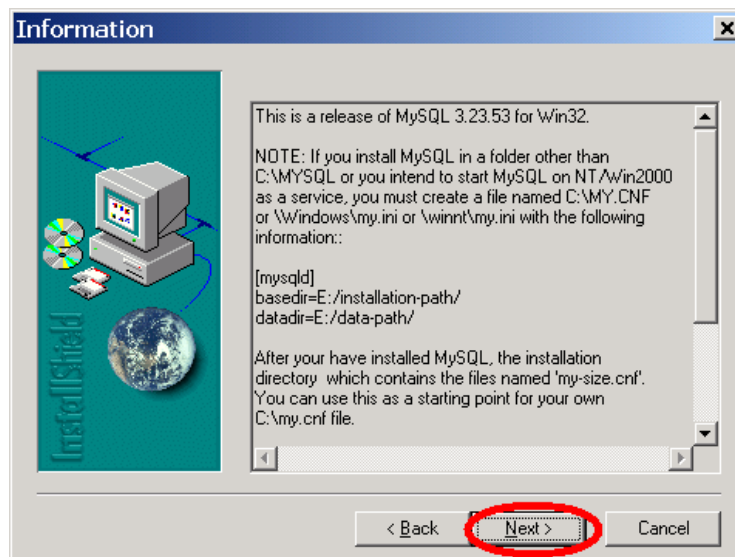 Information
This is a release of MySQL 3.23.53 for Win32.
NOTE: If you install MySQL in a folder other than
C:\MYSQL or you intend to start MySQL on NT/Win2000
as a service, you must create a file named C:\MY.CNF
or \Windows\my.ini or \winnt\my.ini with the following
information::
[mysqld]
basedir=E:/installation-path/
datadir=E:/data-path/
After your have installed MySQL, the installation
directory  which contains the files named 'my-size.cnf'.
You can use this as a starting point for your own
C:\my.cnf file.
InstallShield
< Back
Next >
Cancel